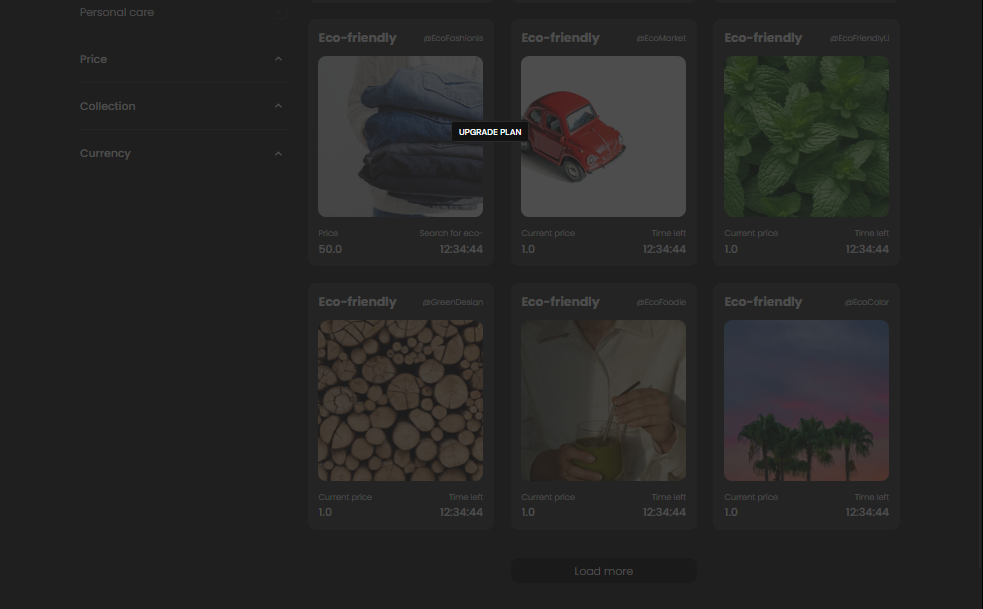 Personal care
Price
Collection
Currency
Eco-friendly @EcoFashionis
Eco-friendly @EcoMarket
Eco-friendly @EcoFriendlyLi
UPGRADE PLAN
Price Search for eco-
50.0 12:34:44
Current price Time left
1.0 12:34:44
Current price Time left
1.0 12:34:44
Eco-friendly @GreenDesign
Eco-friendly @EcoFoodie
Eco-friendly @EcoColor
Current price Time left
1.0 12:34:44
Current price Time left
1.0 12:34:44
Current price Time left
1.0 12:34:44
Load more